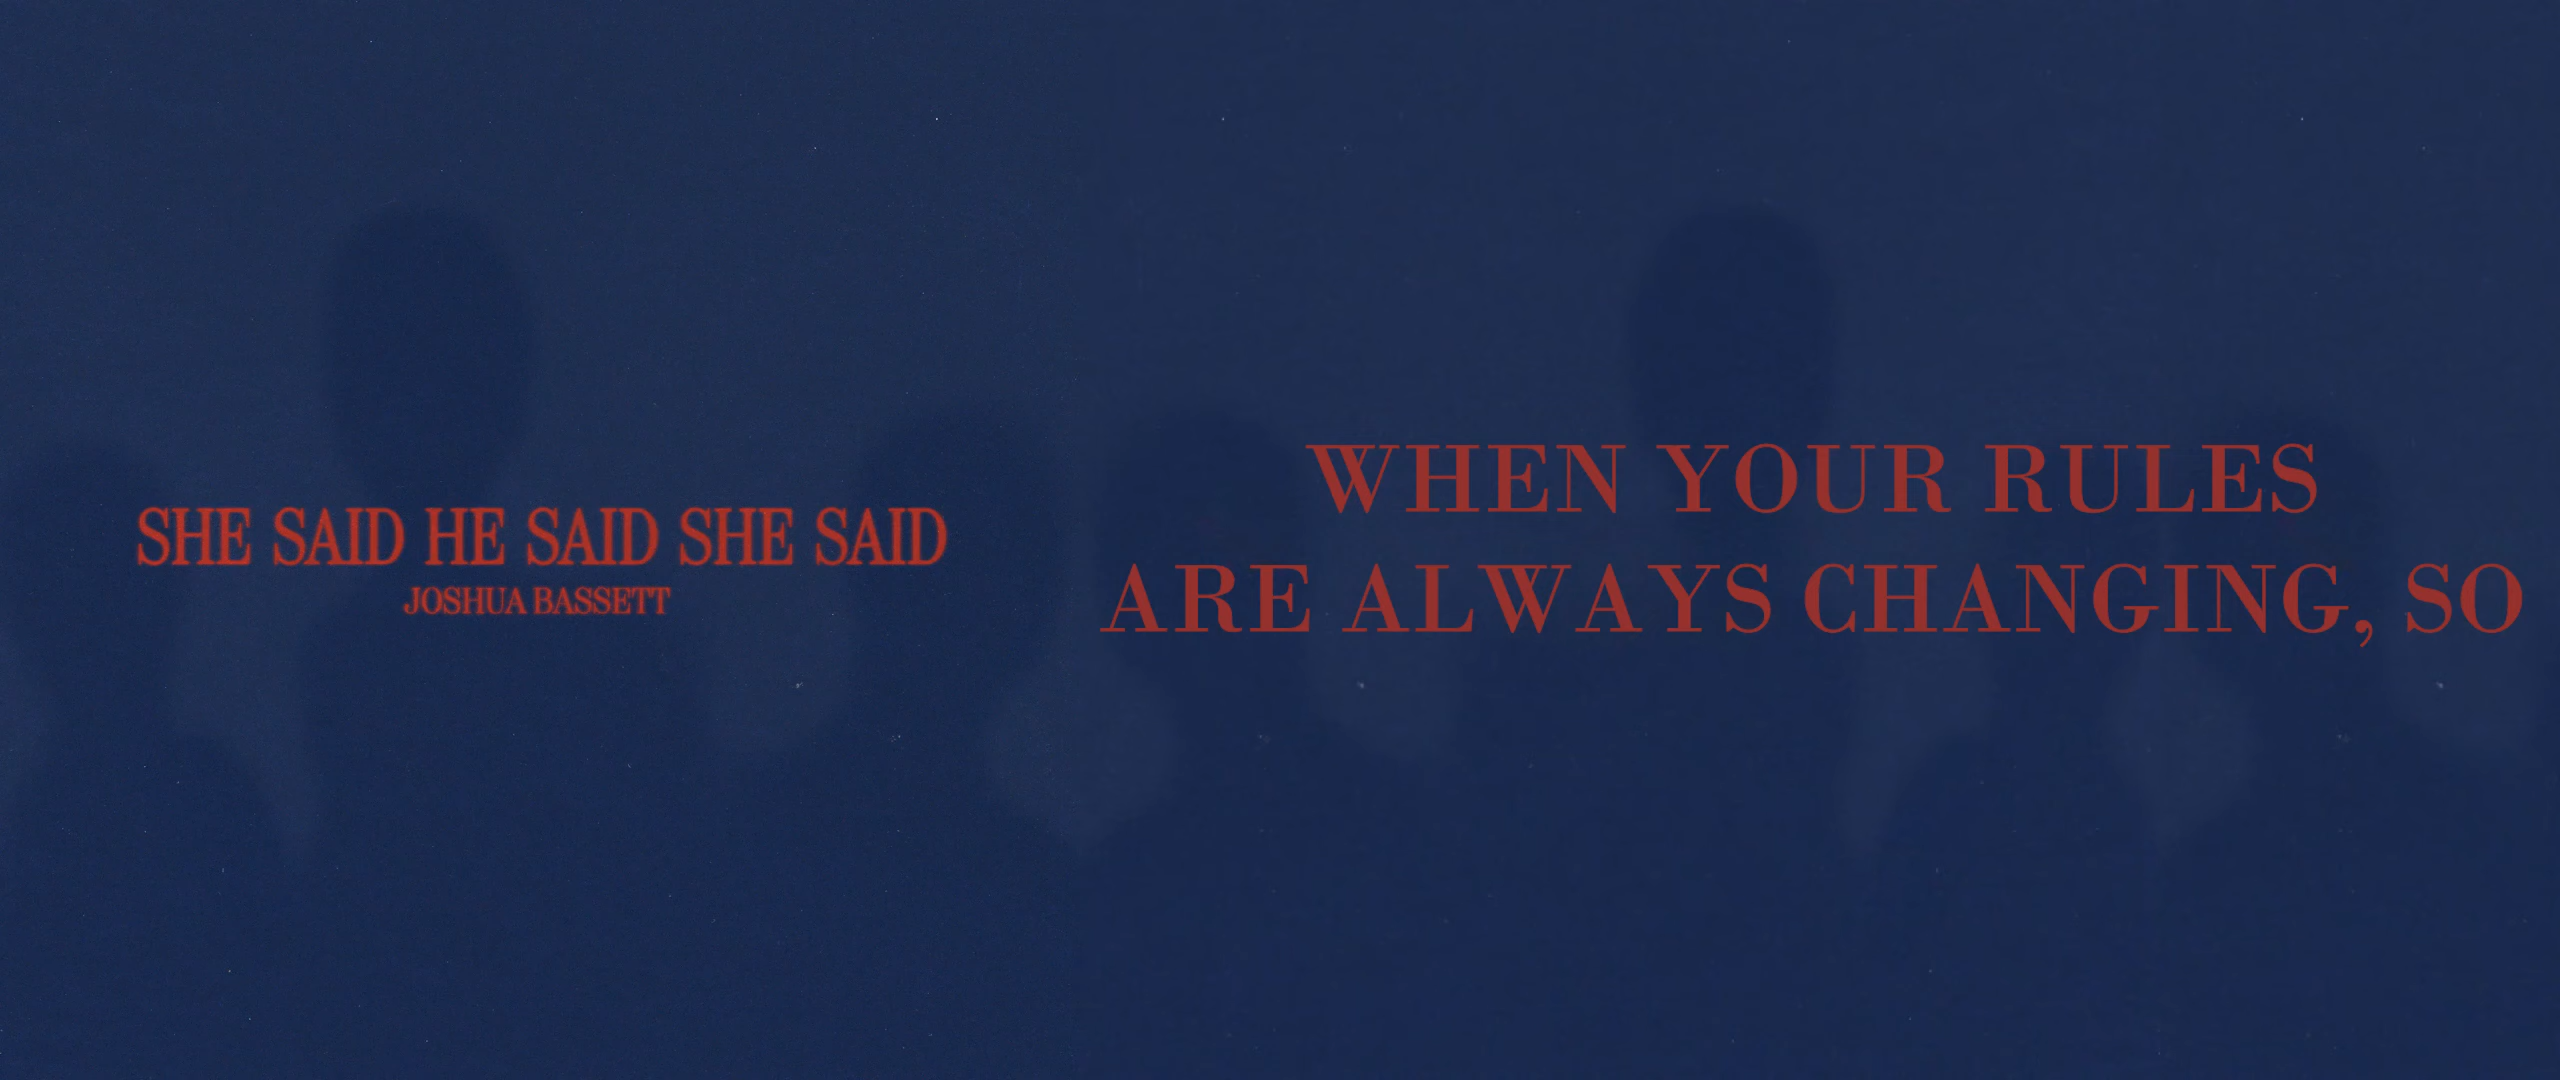 SHE SAID HE SAID SHE SAID
JOSHUA BASSETT
WHEN YOUR RULES
ARE ALWAYS CHANGING, SO